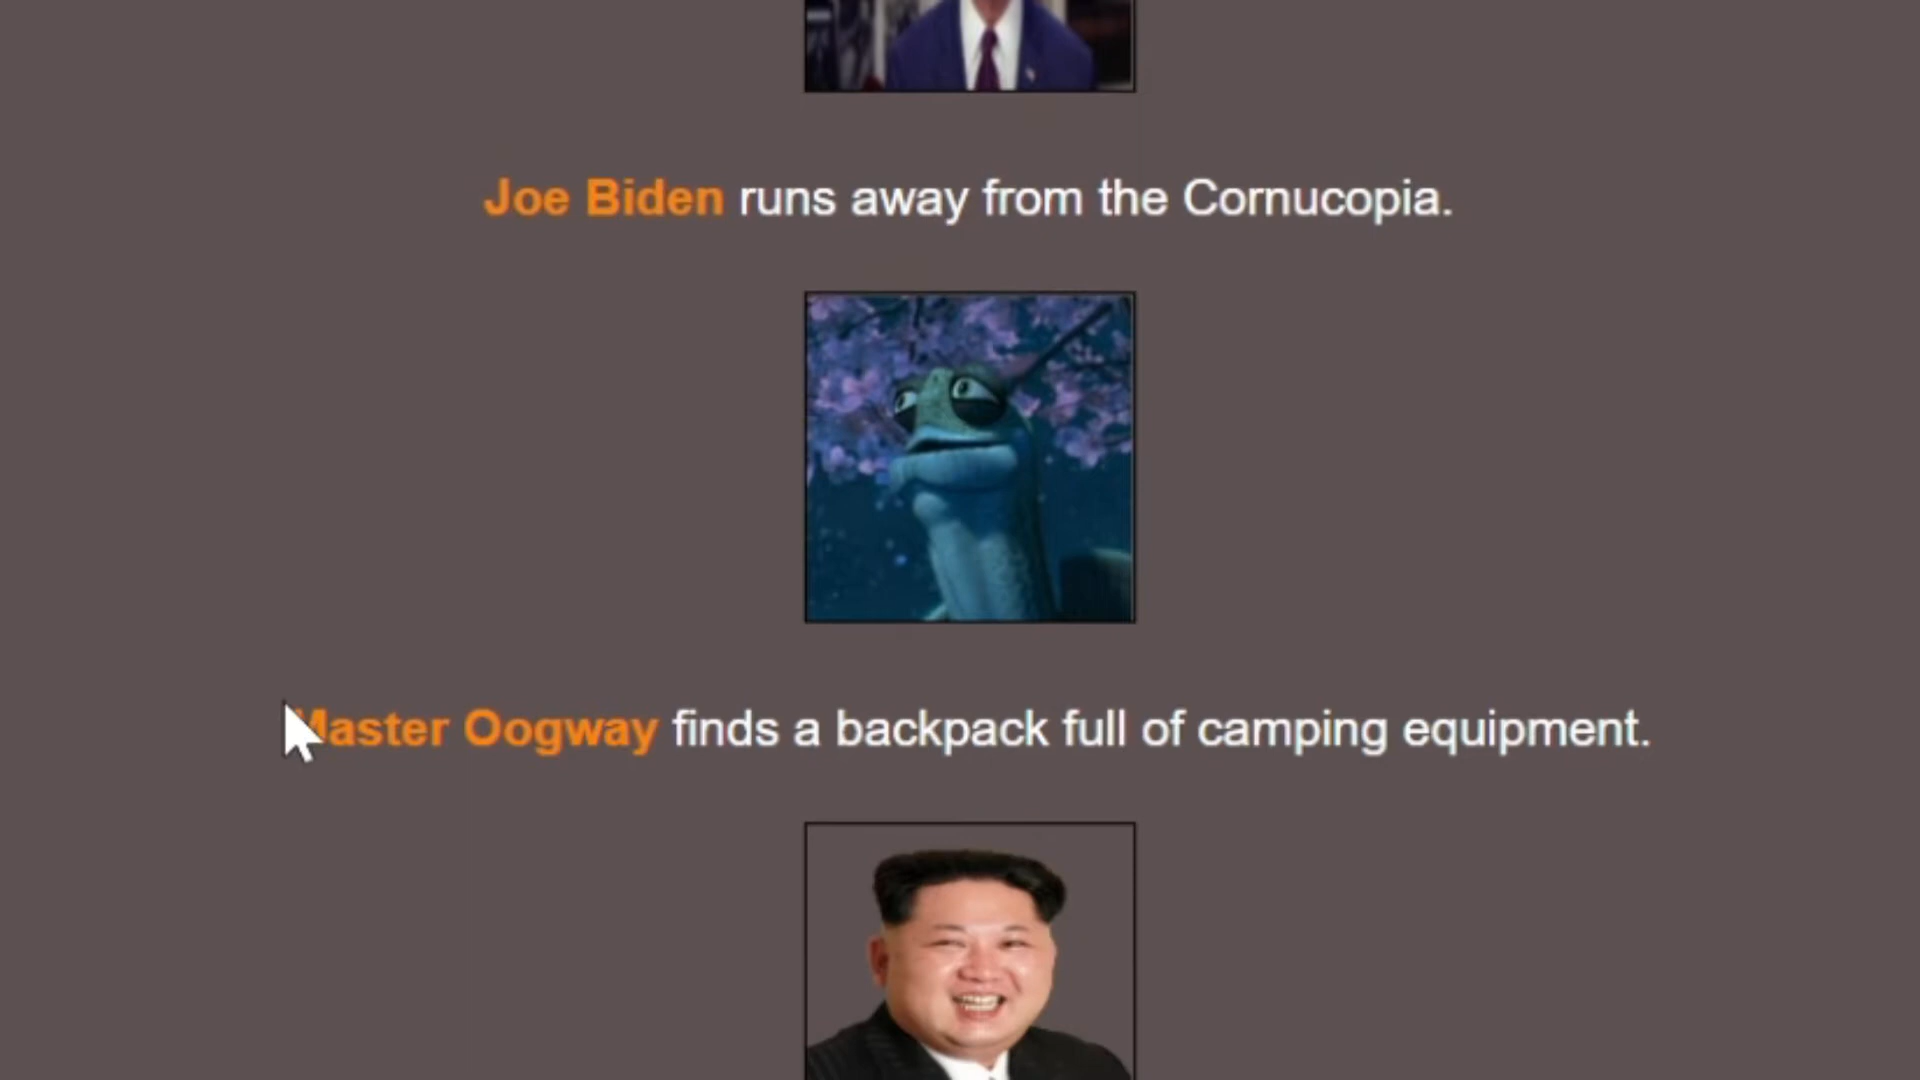 Joe Biden runs away from the Cornucopia.
Master Oogway finds a backpack full of camping equipment.